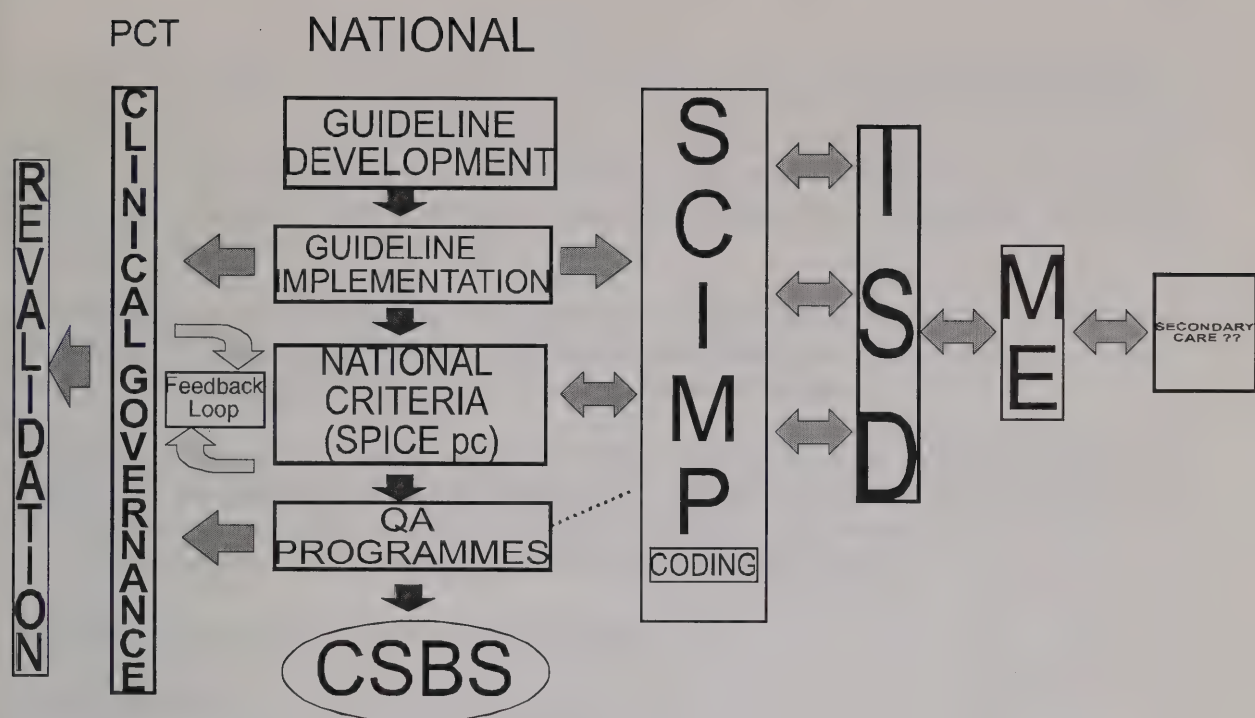 PCT
NATIONAL
REVALIDATION
CLINICAL GOVERNANCE
GUIDELINE
DEVELOPMENT
GUIDELINE
IMPLEMENTATION
Feedback
Loop
NATIONAL
CRITERIA
(SPICE pc)
QA
PROGRAMMES
CSBS
SCIMP
CODING
ISD
ME
SECONDARY
CARE ??